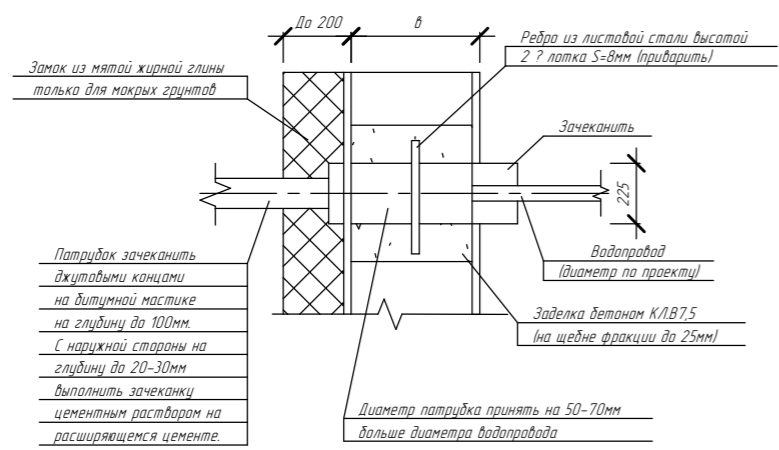 До 200
в
Ребро из листовой стали высотой
2 ? лотка S=8мм (приварить)
Замок из мятой жирной глины
только для мокрых грунтов
Зачеканить
225
Водопровод
(диаметр по проекту)
Патрубок зачеканить
джутовыми концами
на битумной мастике
на глубину до 100мм.
С наружной стороны на
глубину до 20-30мм
выполнить зачеканку
цементным раствором на
расширяющемся цементе.
Заделка бетоном КЛ.В7,5
(на щебне фракции до 25мм)
Диаметр патрубка принять на 50-70мм
больше диаметра водопровода